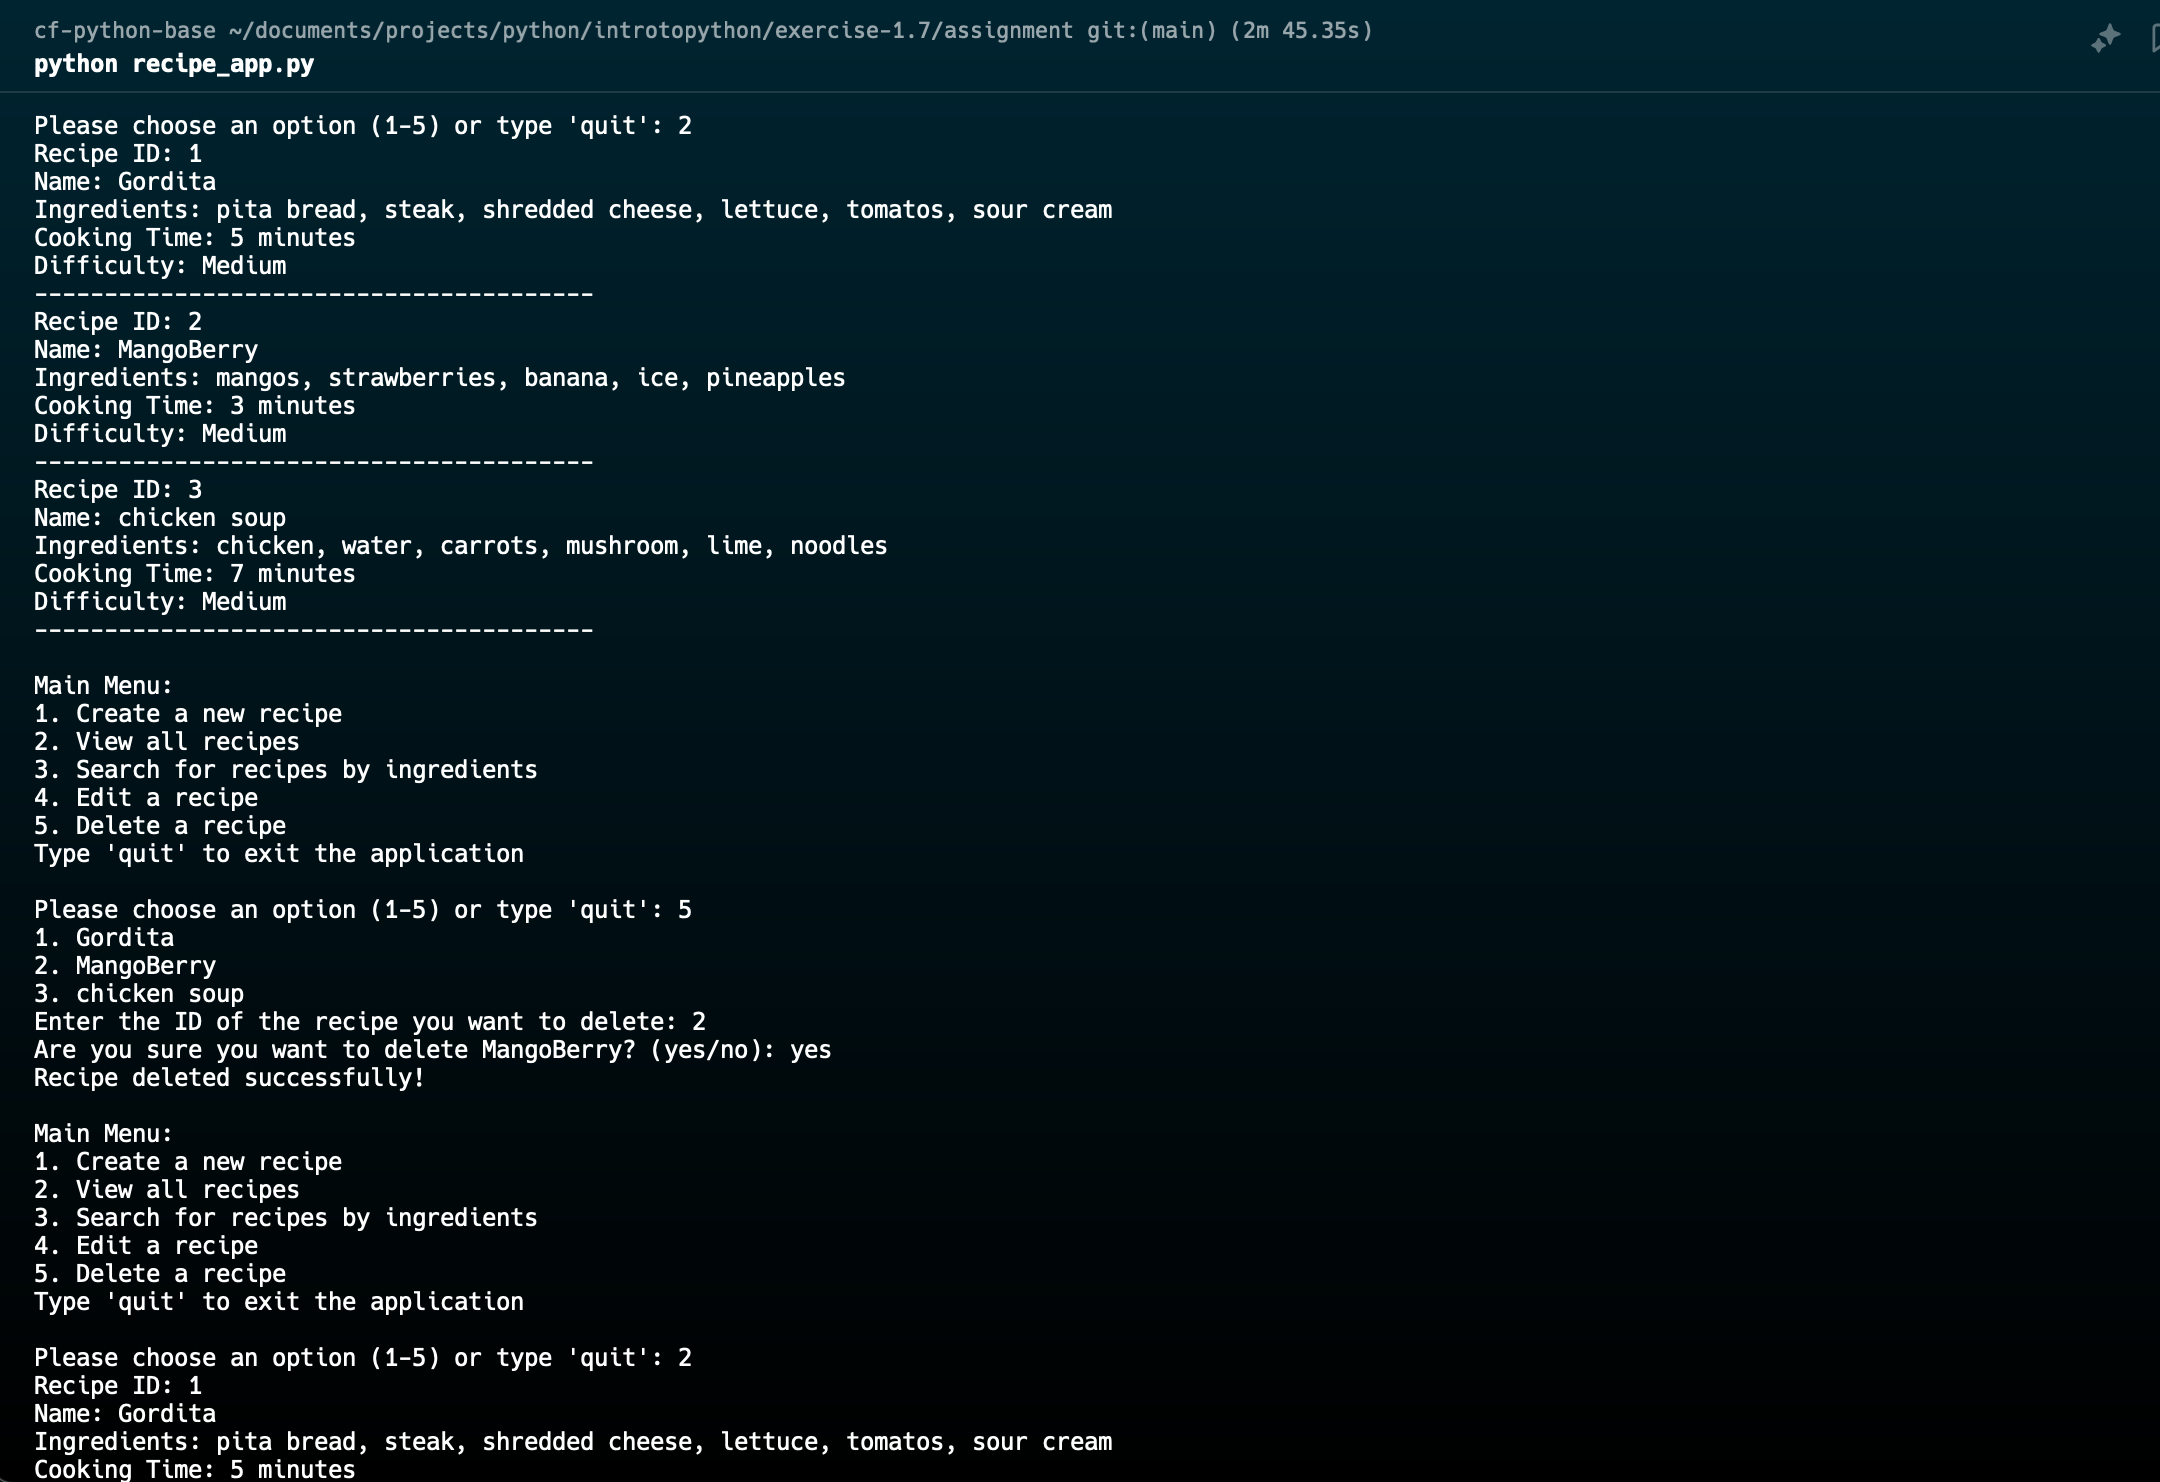 cf-python-base ~/documents/projects/python/introtopython/exercise-1.7/assignment git:(main) (2m 45.35s)
python recipe_app.py
Please choose an option (1-5) or type 'quit': 2
Recipe ID: 1
Name: Gordita
Ingredients: pita bread, steak, shredded cheese, lettuce, tomatos, sour cream
Cooking Time: 5 minutes
Difficulty: Medium
----------------------------------------
Recipe ID: 2
Name: MangoBerry
Ingredients: mangos, strawberries, banana, ice, pineapples
Cooking Time: 3 minutes
Difficulty: Medium
----------------------------------------
Recipe ID: 3
Name: chicken soup
Ingredients: chicken, water, carrots, mushroom, lime, noodles
Cooking Time: 7 minutes
Difficulty: Medium
----------------------------------------
Main Menu:
1. Create a new recipe
2. View all recipes
3. Search for recipes by ingredients
4. Edit a recipe
5. Delete a recipe
Type 'quit' to exit the application
Please choose an option (1-5) or type 'quit': 5
1. Gordita
2. MangoBerry
3. chicken soup
Enter the ID of the recipe you want to delete: 2
Are you sure you want to delete MangoBerry? (yes/no): yes
Recipe deleted successfully!
Main Menu:
1. Create a new recipe
2. View all recipes
3. Search for recipes by ingredients
4. Edit a recipe
5. Delete a recipe
Type 'quit' to exit the application
Please choose an option (1-5) or type 'quit': 2
Recipe ID: 1
Name: Gordita
Ingredients: pita bread, steak, shredded cheese, lettuce, tomatos, sour cream
Cooking Time: 5 minutes